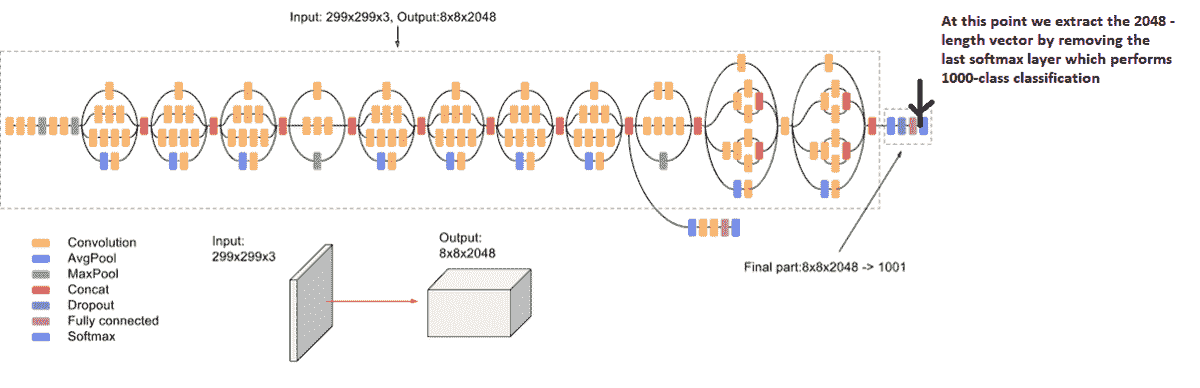 Input: 299x299x3, Output:8x8x2048
At this point we extract the 2048 -
length vector by removing the
last softmax layer which performs
1000-class classification
Convolution
AvgPool
MaxPool
Concat
Dropout
Fully connected
Softmax
Input:
299x299x3
Output:
8x8x2048
Final part:8x8x2048 -> 1001